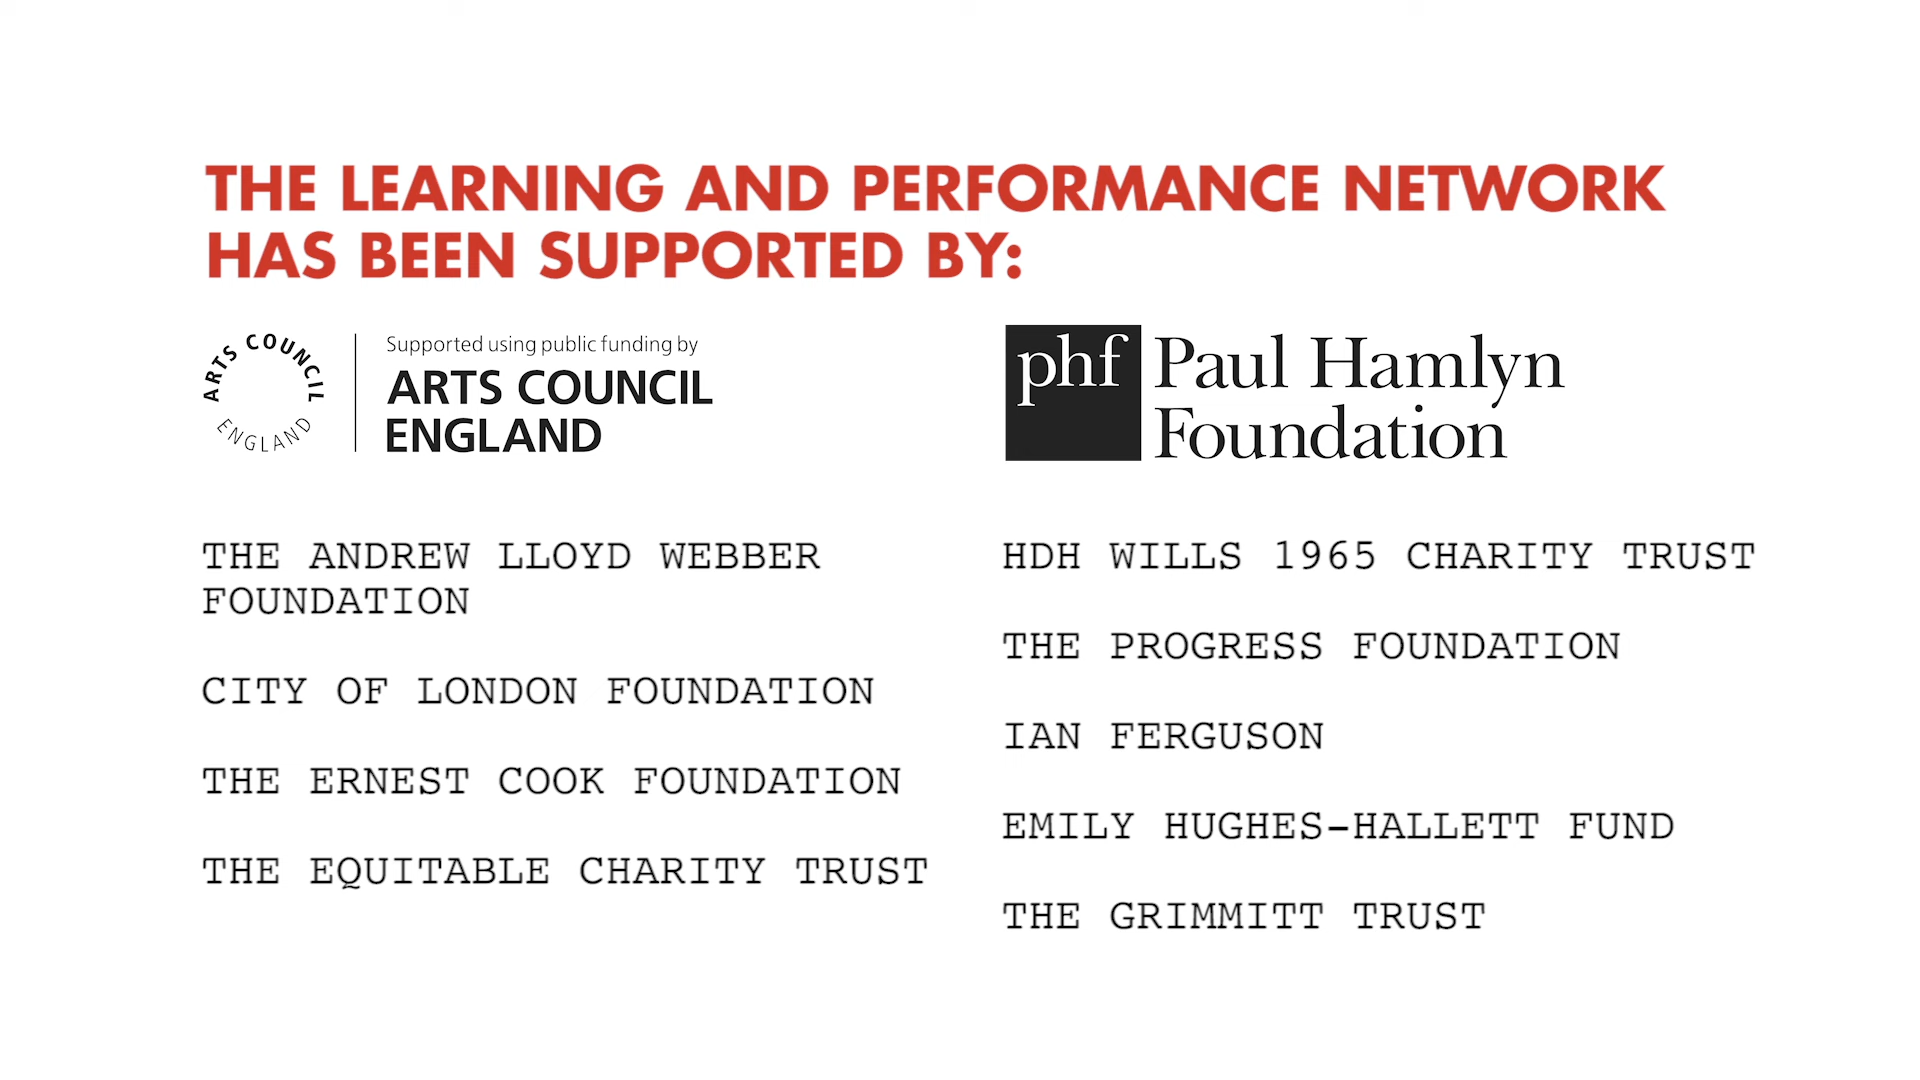 THE LEARNING AND PERFORMANCE NETWORK
HAS BEEN SUPPORTED BY:
ARTS COUNCIL
ENGLAND
Supported using public funding by
ARTS COUNCIL
ENGLAND
phf
Paul Hamlyn
Foundation
THE ANDREW LLOYD WEBBER
FOUNDATION
CITY OF LONDON FOUNDATION
THE ERNEST COOK FOUNDATION
THE EQUITABLE CHARITY TRUST
HDH WILLS 1965 CHARITY TRUST
THE PROGRESS FOUNDATION
IAN FERGUSON
EMILY HUGHES-HALLETT FUND
THE GRIMMITT TRUST